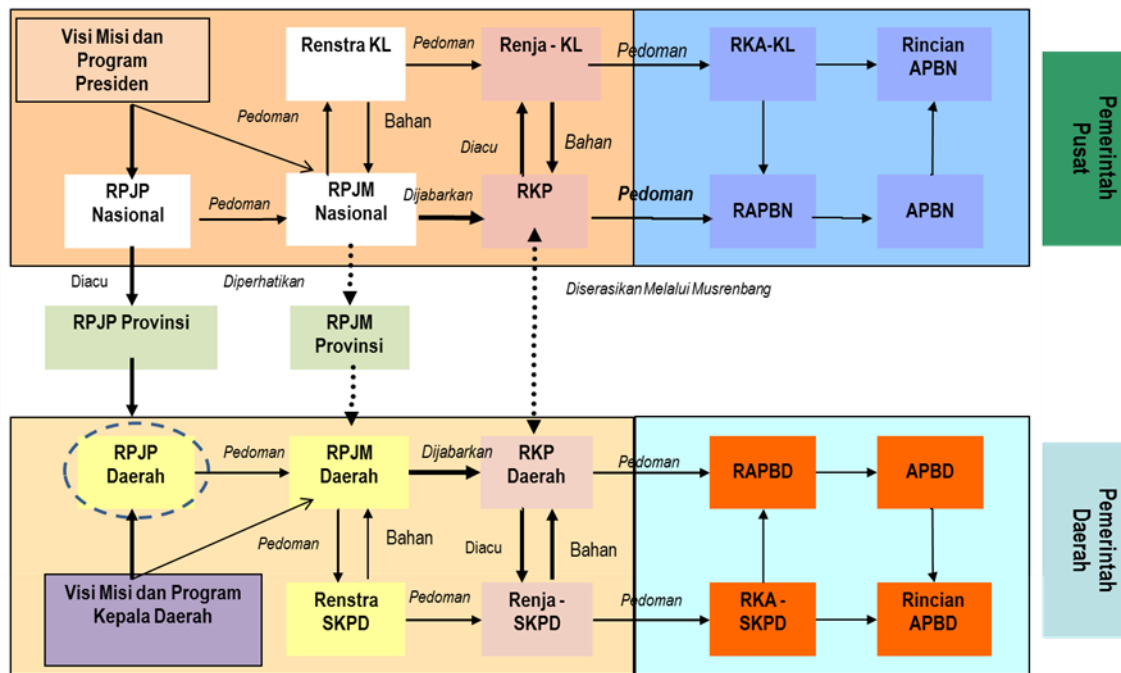 Visi Misi dan
Program
Presiden
Renstra KL
Pedoman
Renja - KL
Pedoman
RKA-KL
Rincian
APBN
Pemerintah
Pusat
Pedoman
Bahan
Diacu
Bahan
RPJP
Nasional
Pedoman
RPJM
Nasional
Dijabarkan
RKP
Pedoman
RAPBN
APBN
Diacu
Diperhatikan
Diserasikan Melalui Musrenbang
RPJP Provinsi
RPJM
Provinsi
RPJP
Daerah
Pedoman
RPJM
Daerah
Dijabarkan
RKP
Daerah
Pedoman
RAPBD
APBD
Pemerintah
Daerah
Pedoman
Bahan
Diacu
Bahan
Visi Misi dan Program
Kepala Daerah
Renstra
SKPD
Pedoman
Renja -
SKPD
Pedoman
RKA -
SKPD
Rincian
APBD